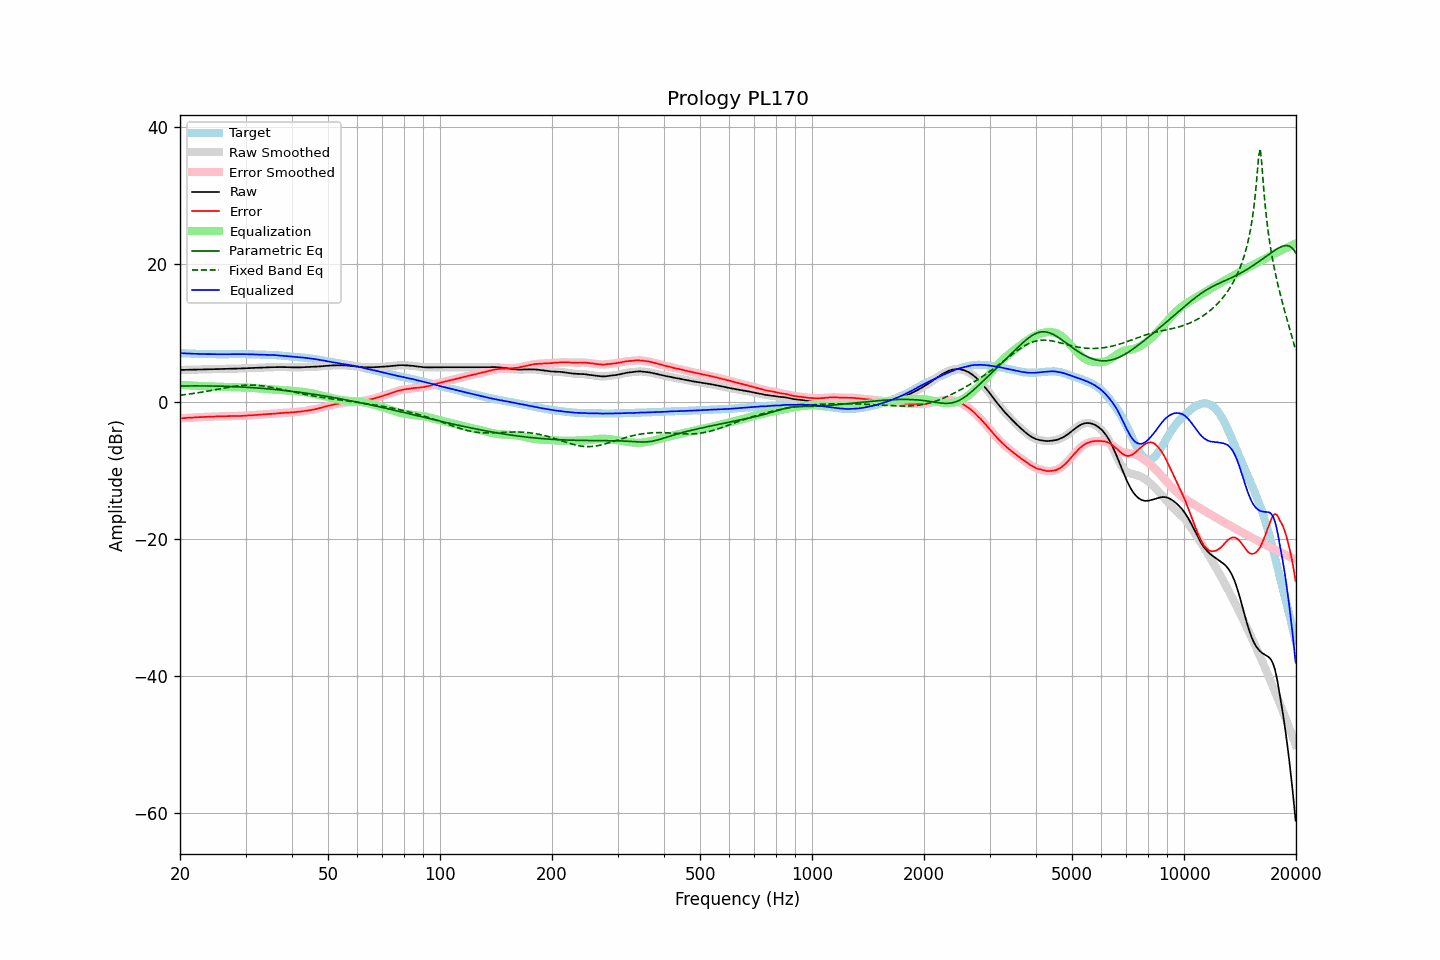 Prology PL170
Target
Raw Smoothed
Error Smoothed
Raw
Error
Equalization
Parametric Eq
Fixed Band Eq
Equalized
40
20
0
−20
−40
−60
Amplitude (dBr)
20
50
100
200
500
1000
2000
5000
10000
20000
Frequency (Hz)